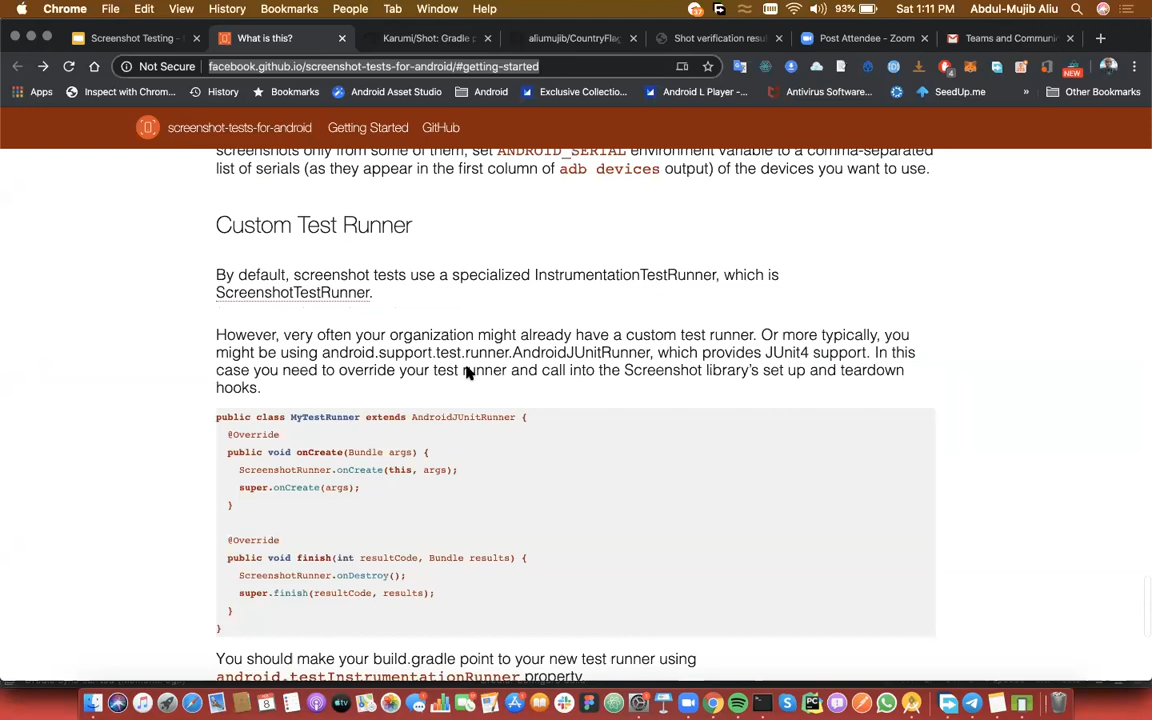 Chrome File Edit View History Bookmarks People Tab Window Help 93% Sat 1:11 PM Abdul-Mujib Aliu
Screenshot Testing - What is this? Karumi/Shot: Gradle p aliumujib/CountryFlag Shot verification resu Post Attendee - Zoom Teams and Communi
Not Secure facebook.github.io/screenshot-tests-for-android/#getting-started
Apps Inspect with Chrom... History Bookmarks Android Asset Studio Android Exclusive Collectio... Android L Player -... Antivirus Software... SeedUp.me » Other Bookmarks
NEW
screenshot-tests-for-android Getting Started GitHub
screenshots only from some of them, set ANDROID_SERIAL environment variable to a comma-separated
list of serials (as they appear in the first column of adb devices output) of the devices you want to use.
Custom Test Runner
By default, screenshot tests use a specialized InstrumentationTestRunner, which is
ScreenshotTestRunner.
However, very often your organization might already have a custom test runner. Or more typically, you
might be using android.support.test.runner.AndroidJUnitRunner, which provides JUnit4 support. In this
case you need to override your test runner and call into the Screenshot library's set up and teardown
hooks.
public class MyTestRunner extends AndroidJUnitRunner {
@Override
public void onCreate(Bundle args) {
ScreenshotRunner.onCreate(this, args);
super.onCreate(args);
}
@Override
public void finish(int resultCode, Bundle results) {
ScreenshotRunner.onDestroy();
super.finish(resultCode, results);
}
}
You should make your build.gradle point to your new test runner using
android.testInstrumentationRunner property.